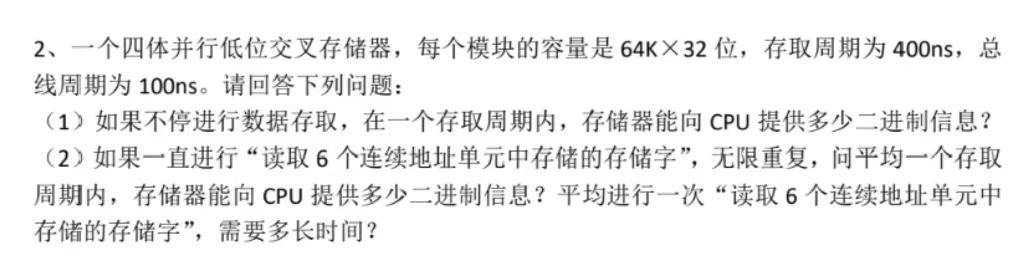 2、一个四体并行低位交叉存储器，每个模块的容量是 64K×32 位，存取周期为 400ns，总
线周期为 100ns。请回答下列问题：
（1）如果不停进行数据存取，在一个存取周期内，存储器能向 CPU 提供多少二进制信息？
（2）如果一直进行“读取 6 个连续地址单元中存储的存储字”，无限重复，问平均一个存取
周期内，存储器能向 CPU 提供多少二进制信息？平均进行一次“读取 6 个连续地址单元中
存储的存储字”，需要多长时间？